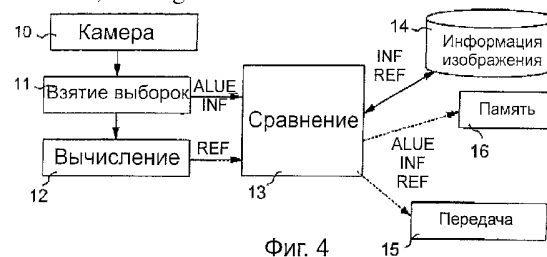 10
Камера
14
Информация
изображения
INF
REF
11
Взятие выборок
ALUE
INF
Сравнение
13
Память
16
12
Вычисление
REF
ALUE
INF
REF
Передача
15
Фиг. 4